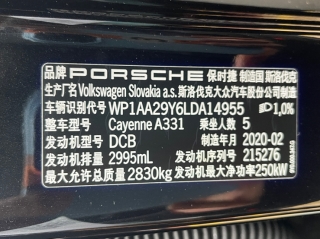 品牌 PORSCHE 保时捷 制造国 斯洛伐克
生产厂名 Volkswagen Slovakia a.s. 斯洛伐克大众汽车股份公司制造
车辆识别代号 WP1AA29Y6LDA14955 1,0%
整车型号 Cayenne A331 乘坐人数 5
发动机型号 DCB 制造年月 2020-02
发动机排量 2995mL 发动机序列号 215276
最大允许总质量 2830kg 发动机最大净功率 250kW